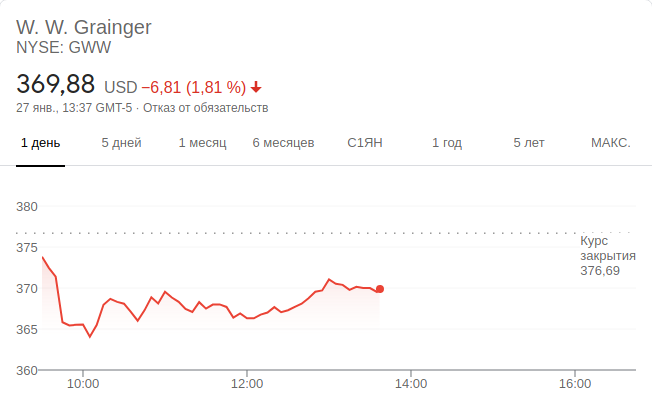 W. W. Grainger
NYSE: GWW
369,88 USD −6,81 (1,81 %)
27 янв., 13:37 GMT-5 · Отказ от обязательств
1 день 5 дней 1 месяц 6 месяцев С1ЯН 1 год 5 лет МАКС.
380
375
370
365
360
Курс
закрытия
376,69
10:00 12:00 14:00 16:00